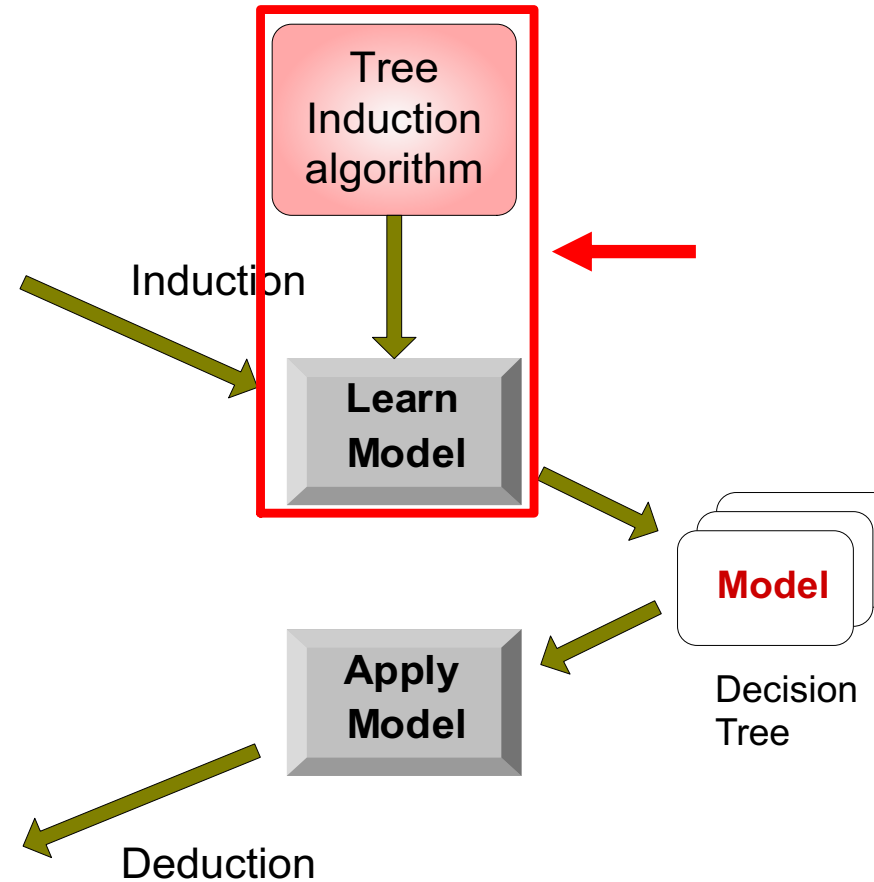 Tree
Induction
algorithm
Induction
Learn
Model
Model
Apply
Model
Decision
Tree
Deduction